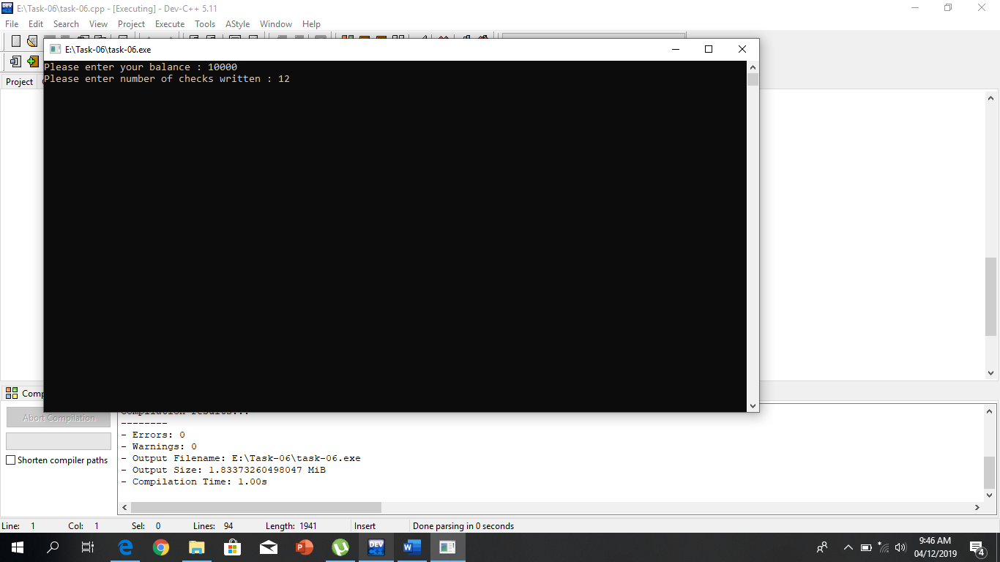 E:\Task-06\task-06.cpp - [Executing] - Dev-C++ 5.11
File Edit Search View Project Execute Tools AStyle Window Help
E:\Task-06\task-06.exe
Please enter your balance : 10000
Please enter number of checks written : 12
Project
Abort Compilation
Shorten compiler paths
Compilation results...
--------
- Errors: 0
- Warnings: 0
- Output Filename: E:\Task-06\task-06.exe
- Output Size: 1.83373260498047 MiB
- Compilation Time: 1.00s
Line: 1 Col: 1 Sel: 0 Lines: 94 Length: 1941 Insert Done parsing in 0 seconds
DEV
9:46 AM
04/12/2019
4